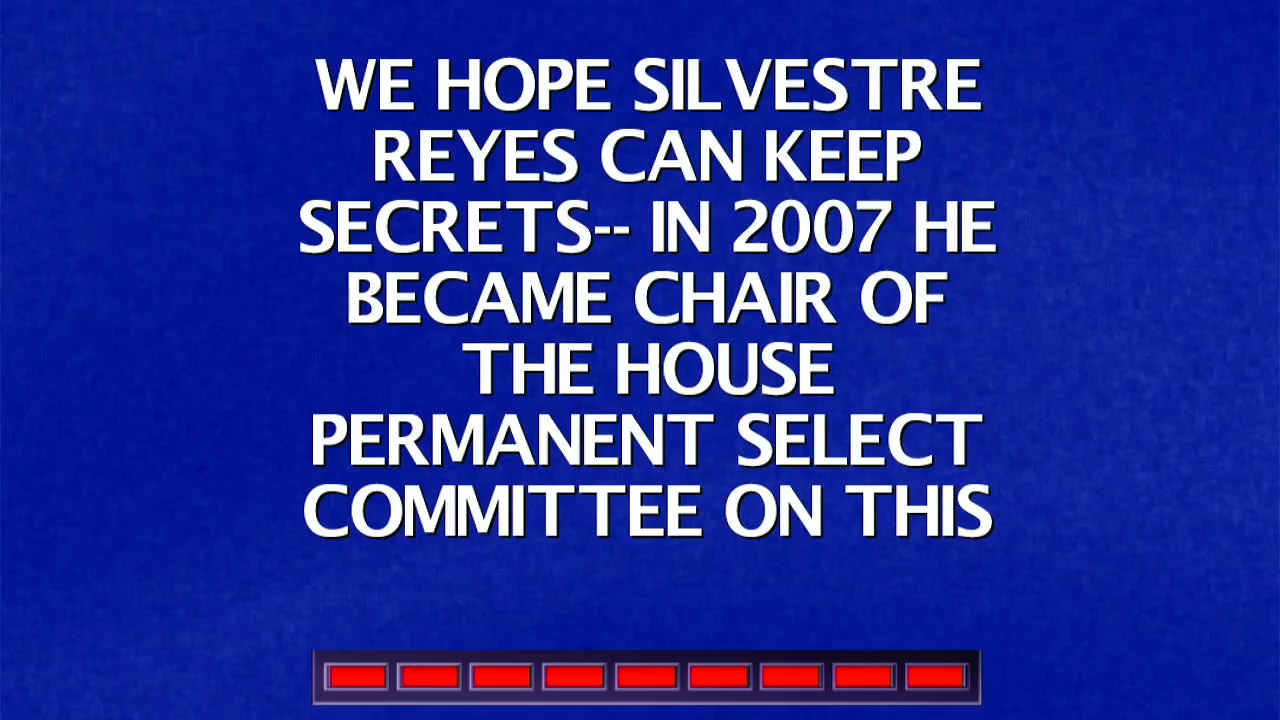 WE HOPE SILVESTRE
REYES CAN KEEP
SECRETS-- IN 2007 HE
BECAME CHAIR OF
THE HOUSE
PERMANENT SELECT
COMMITTEE ON THIS